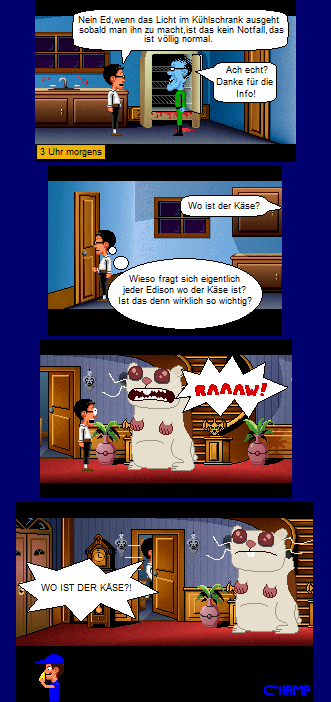 Nein Ed,wenn das Licht im Kühlschrank ausgeht
sobald man ihn zu macht,ist das kein Notfall,das
ist völlig normal.
Ach echt?
Danke für die
Info!
3 Uhr morgens
Wo ist der Käse?
Wieso fragt sich eigentlich
jeder Edison wo der Käse ist?
Ist das denn wirklich so wichtig?
RAAAW!
WO IST DER KÄSE?!
CHAMP